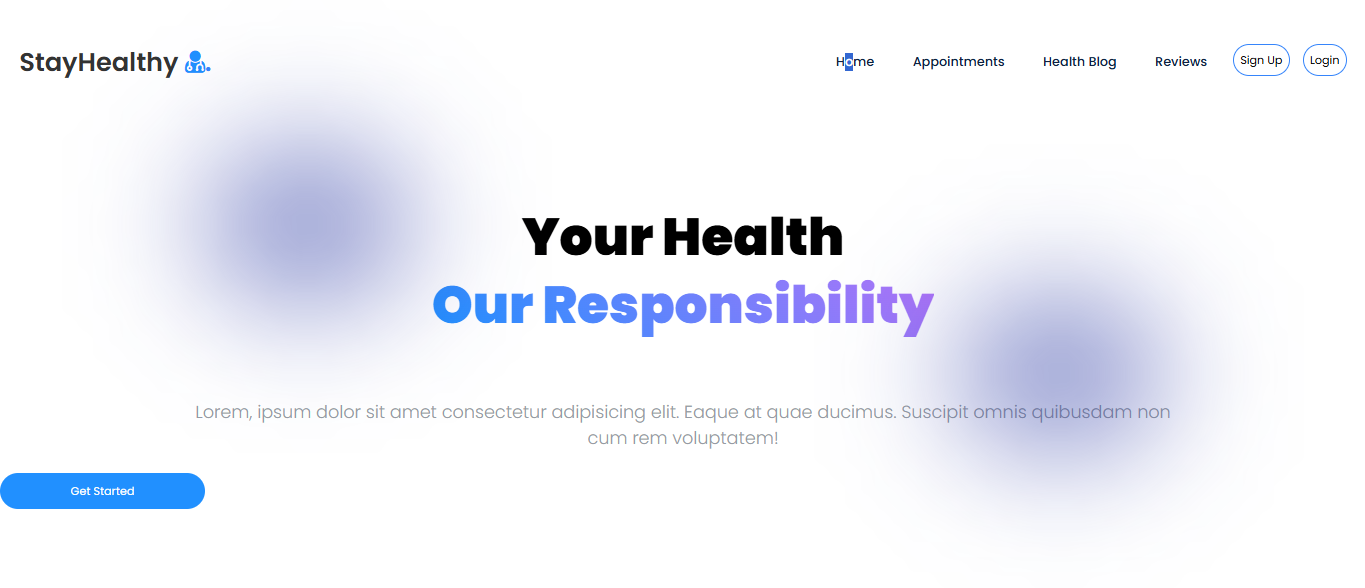 StayHealthy
Home
Appointments
Health Blog
Reviews
Sign Up
Login
Your Health
Our Responsibility
Lorem, ipsum dolor sit amet consectetur adipisicing elit. Eaque at quae ducimus. Suscipit omnis quibusdam non
cum rem voluptatem!
Get Started